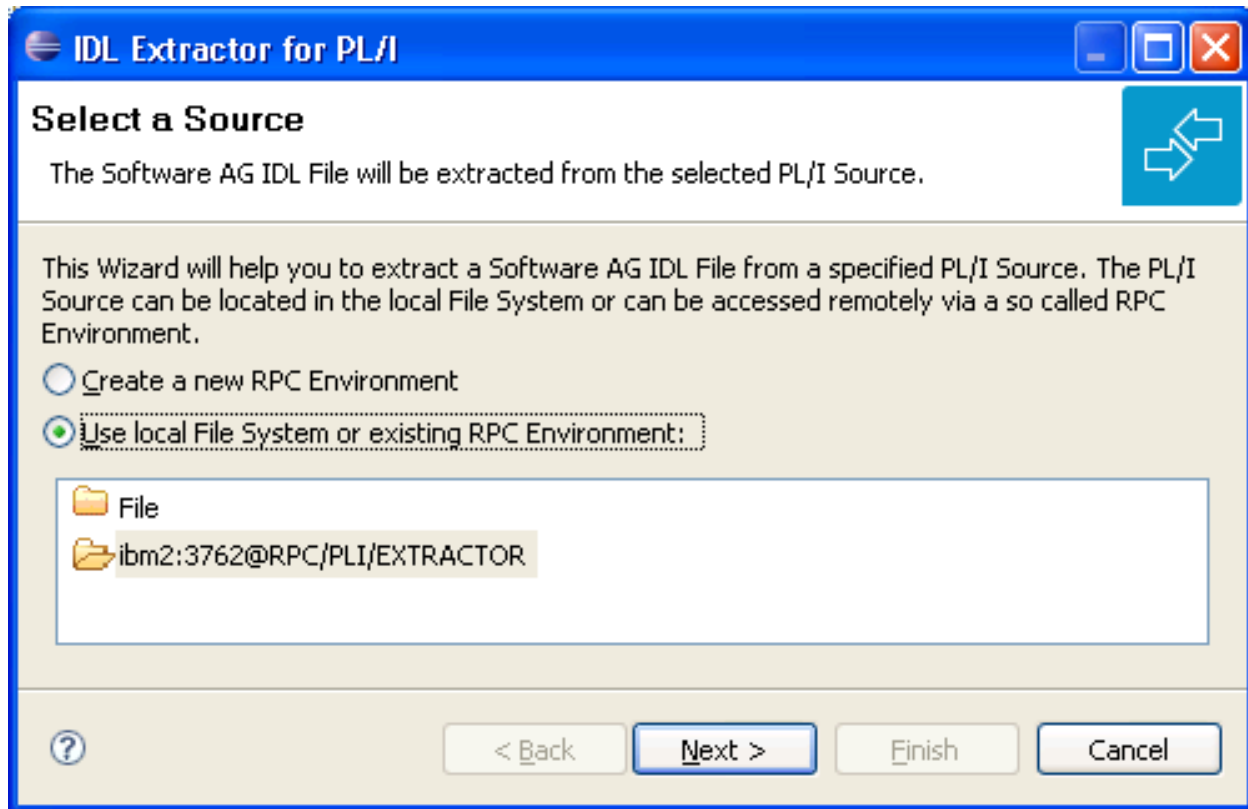 IDL Extractor for PL/I
Select a Source
The Software AG IDL File will be extracted from the selected PL/I Source.
This Wizard will help you to extract a Software AG IDL File from a specified PL/I Source. The PL/I
Source can be located in the local File System or can be accessed remotely via a so called RPC
Environment.
Create a new RPC Environment
Use local File System or existing RPC Environment:
File
ibm2:3762@RPC/PLI/EXTRACTOR
?
< Back
Next >
Finish
Cancel